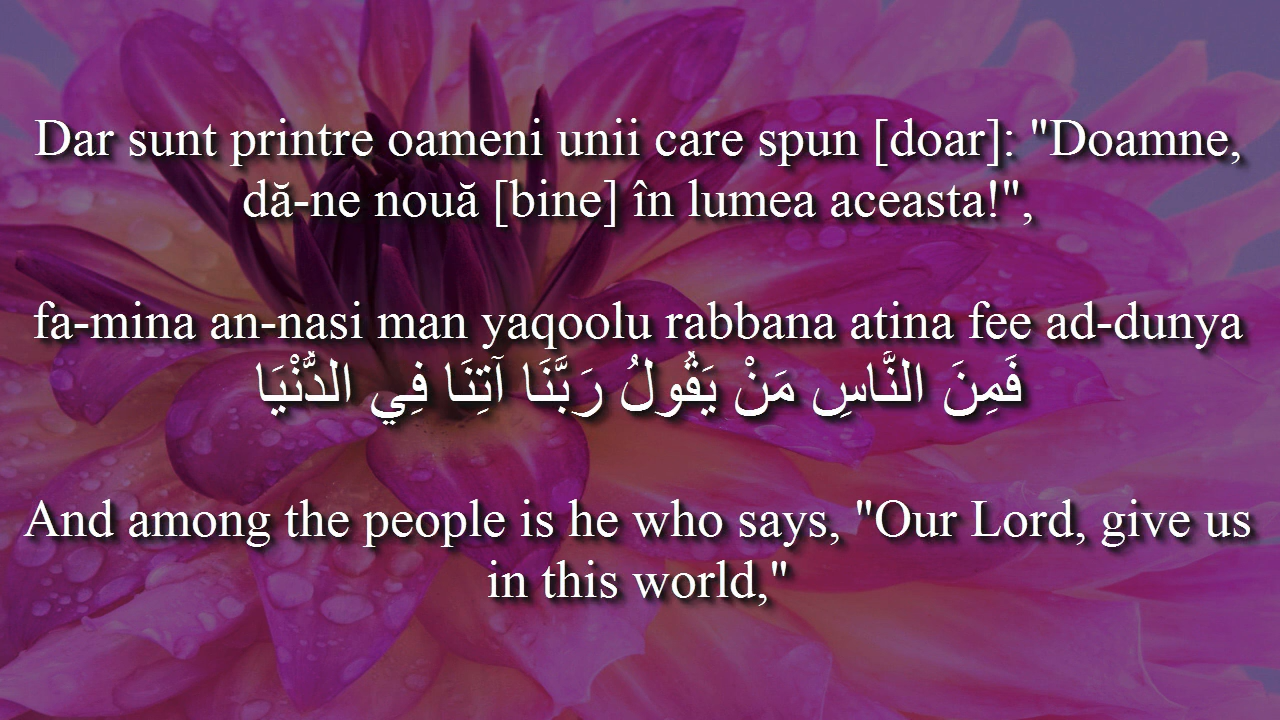 Dar sunt printre oameni unii care spun [doar]: "Doamne,
dă-ne nouă [bine] în lumea aceasta!",
fa-mina an-nasi man yaqoolu rabbana atina fee ad-dunya
فَمِنَ النَّاسِ مَنْ يَقُولُ رَبَّنَا آتِنَا فِي الدُّنْيَا
And among the people is he who says, "Our Lord, give us
in this world,"